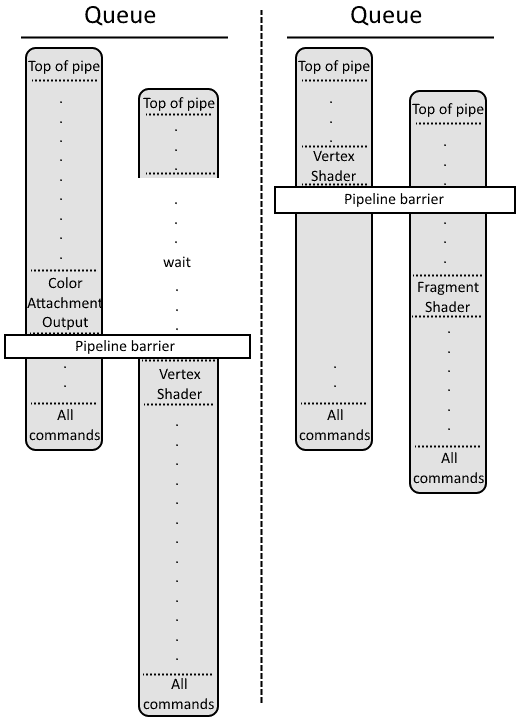 Queue
Top of pipe
Color
Attachment
Output
Pipeline barrier
All
commands
Top of pipe
wait
Vertex
Shader
All
commands
Queue
Top of pipe
Vertex
Shader
Pipeline barrier
All
commands
Top of pipe
Fragment
Shader
All
commands